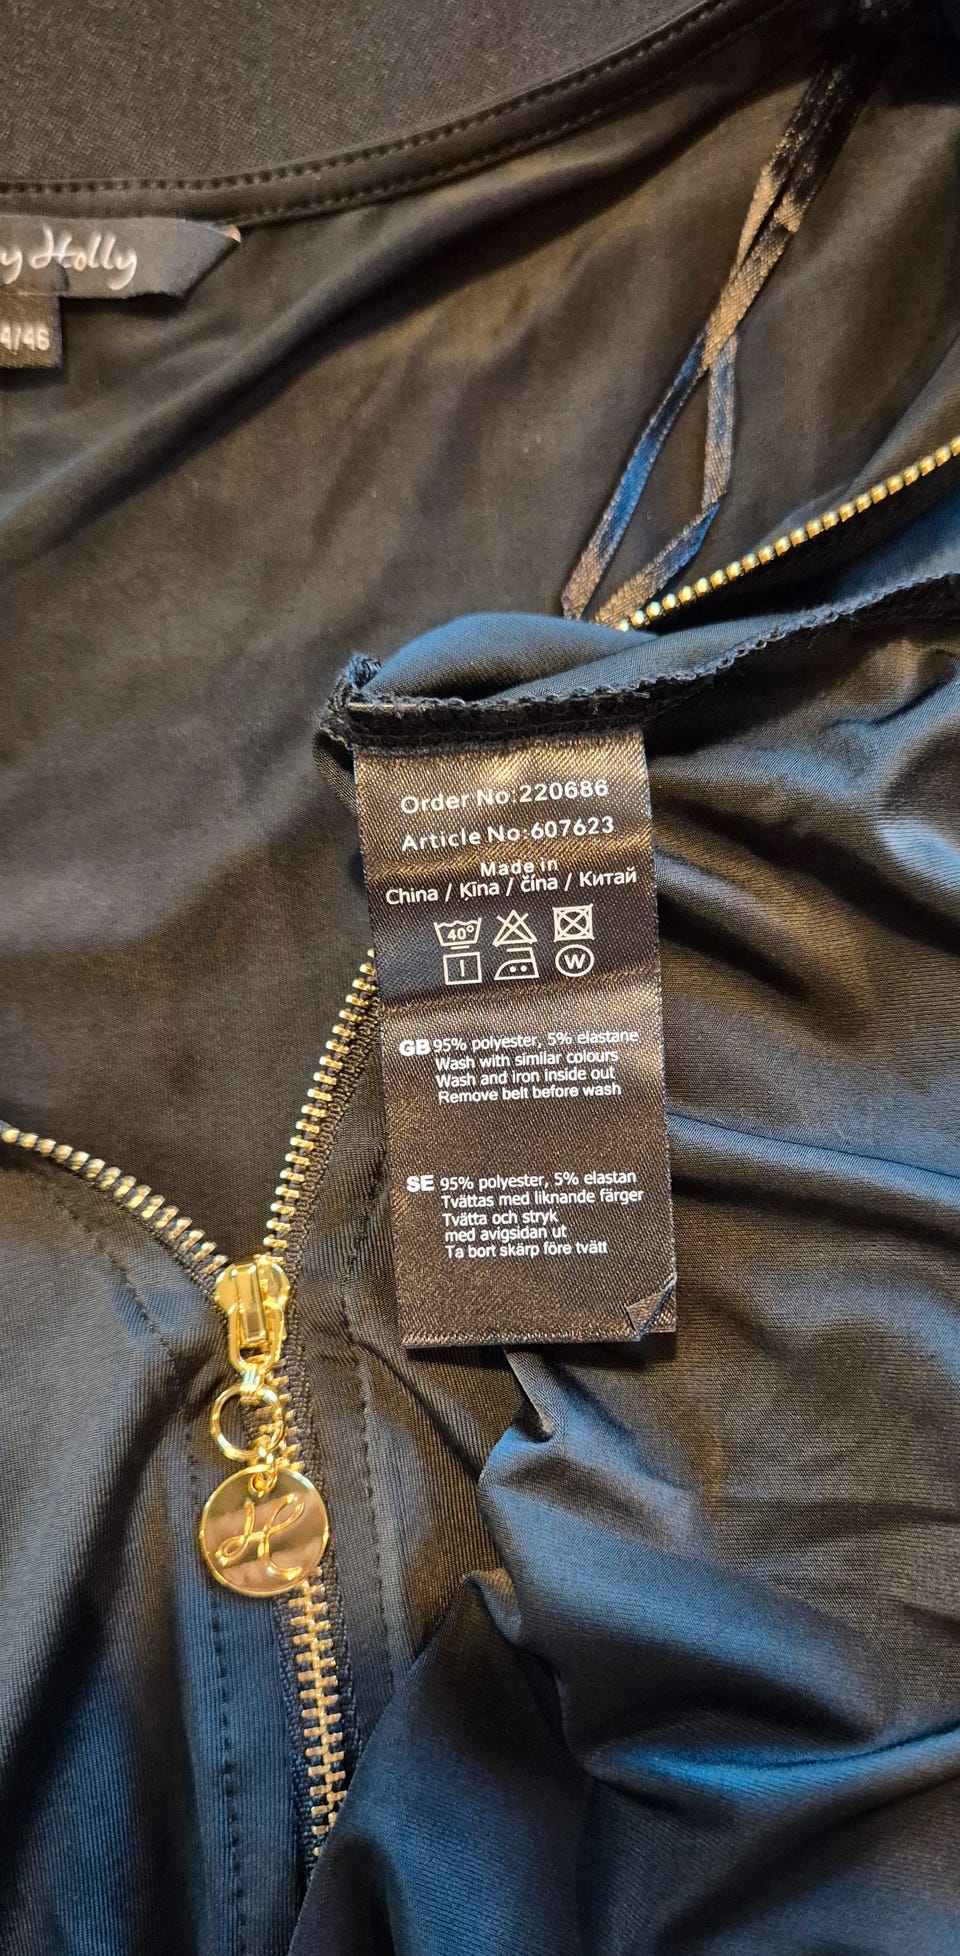 y Holly
4/46
Order No:220686
Article No:607623
Made in
China / Ķīna / čína / Китай
40°
W
GB 95% polyester, 5% elastane
Wash with similar colours
Wash and iron inside out
Remove belt before wash
SE 95% polyester, 5% elastan
Tvättas med liknande färger
Tvätta och stryk
med avigsidan ut
Ta bort skärp före tvätt
H